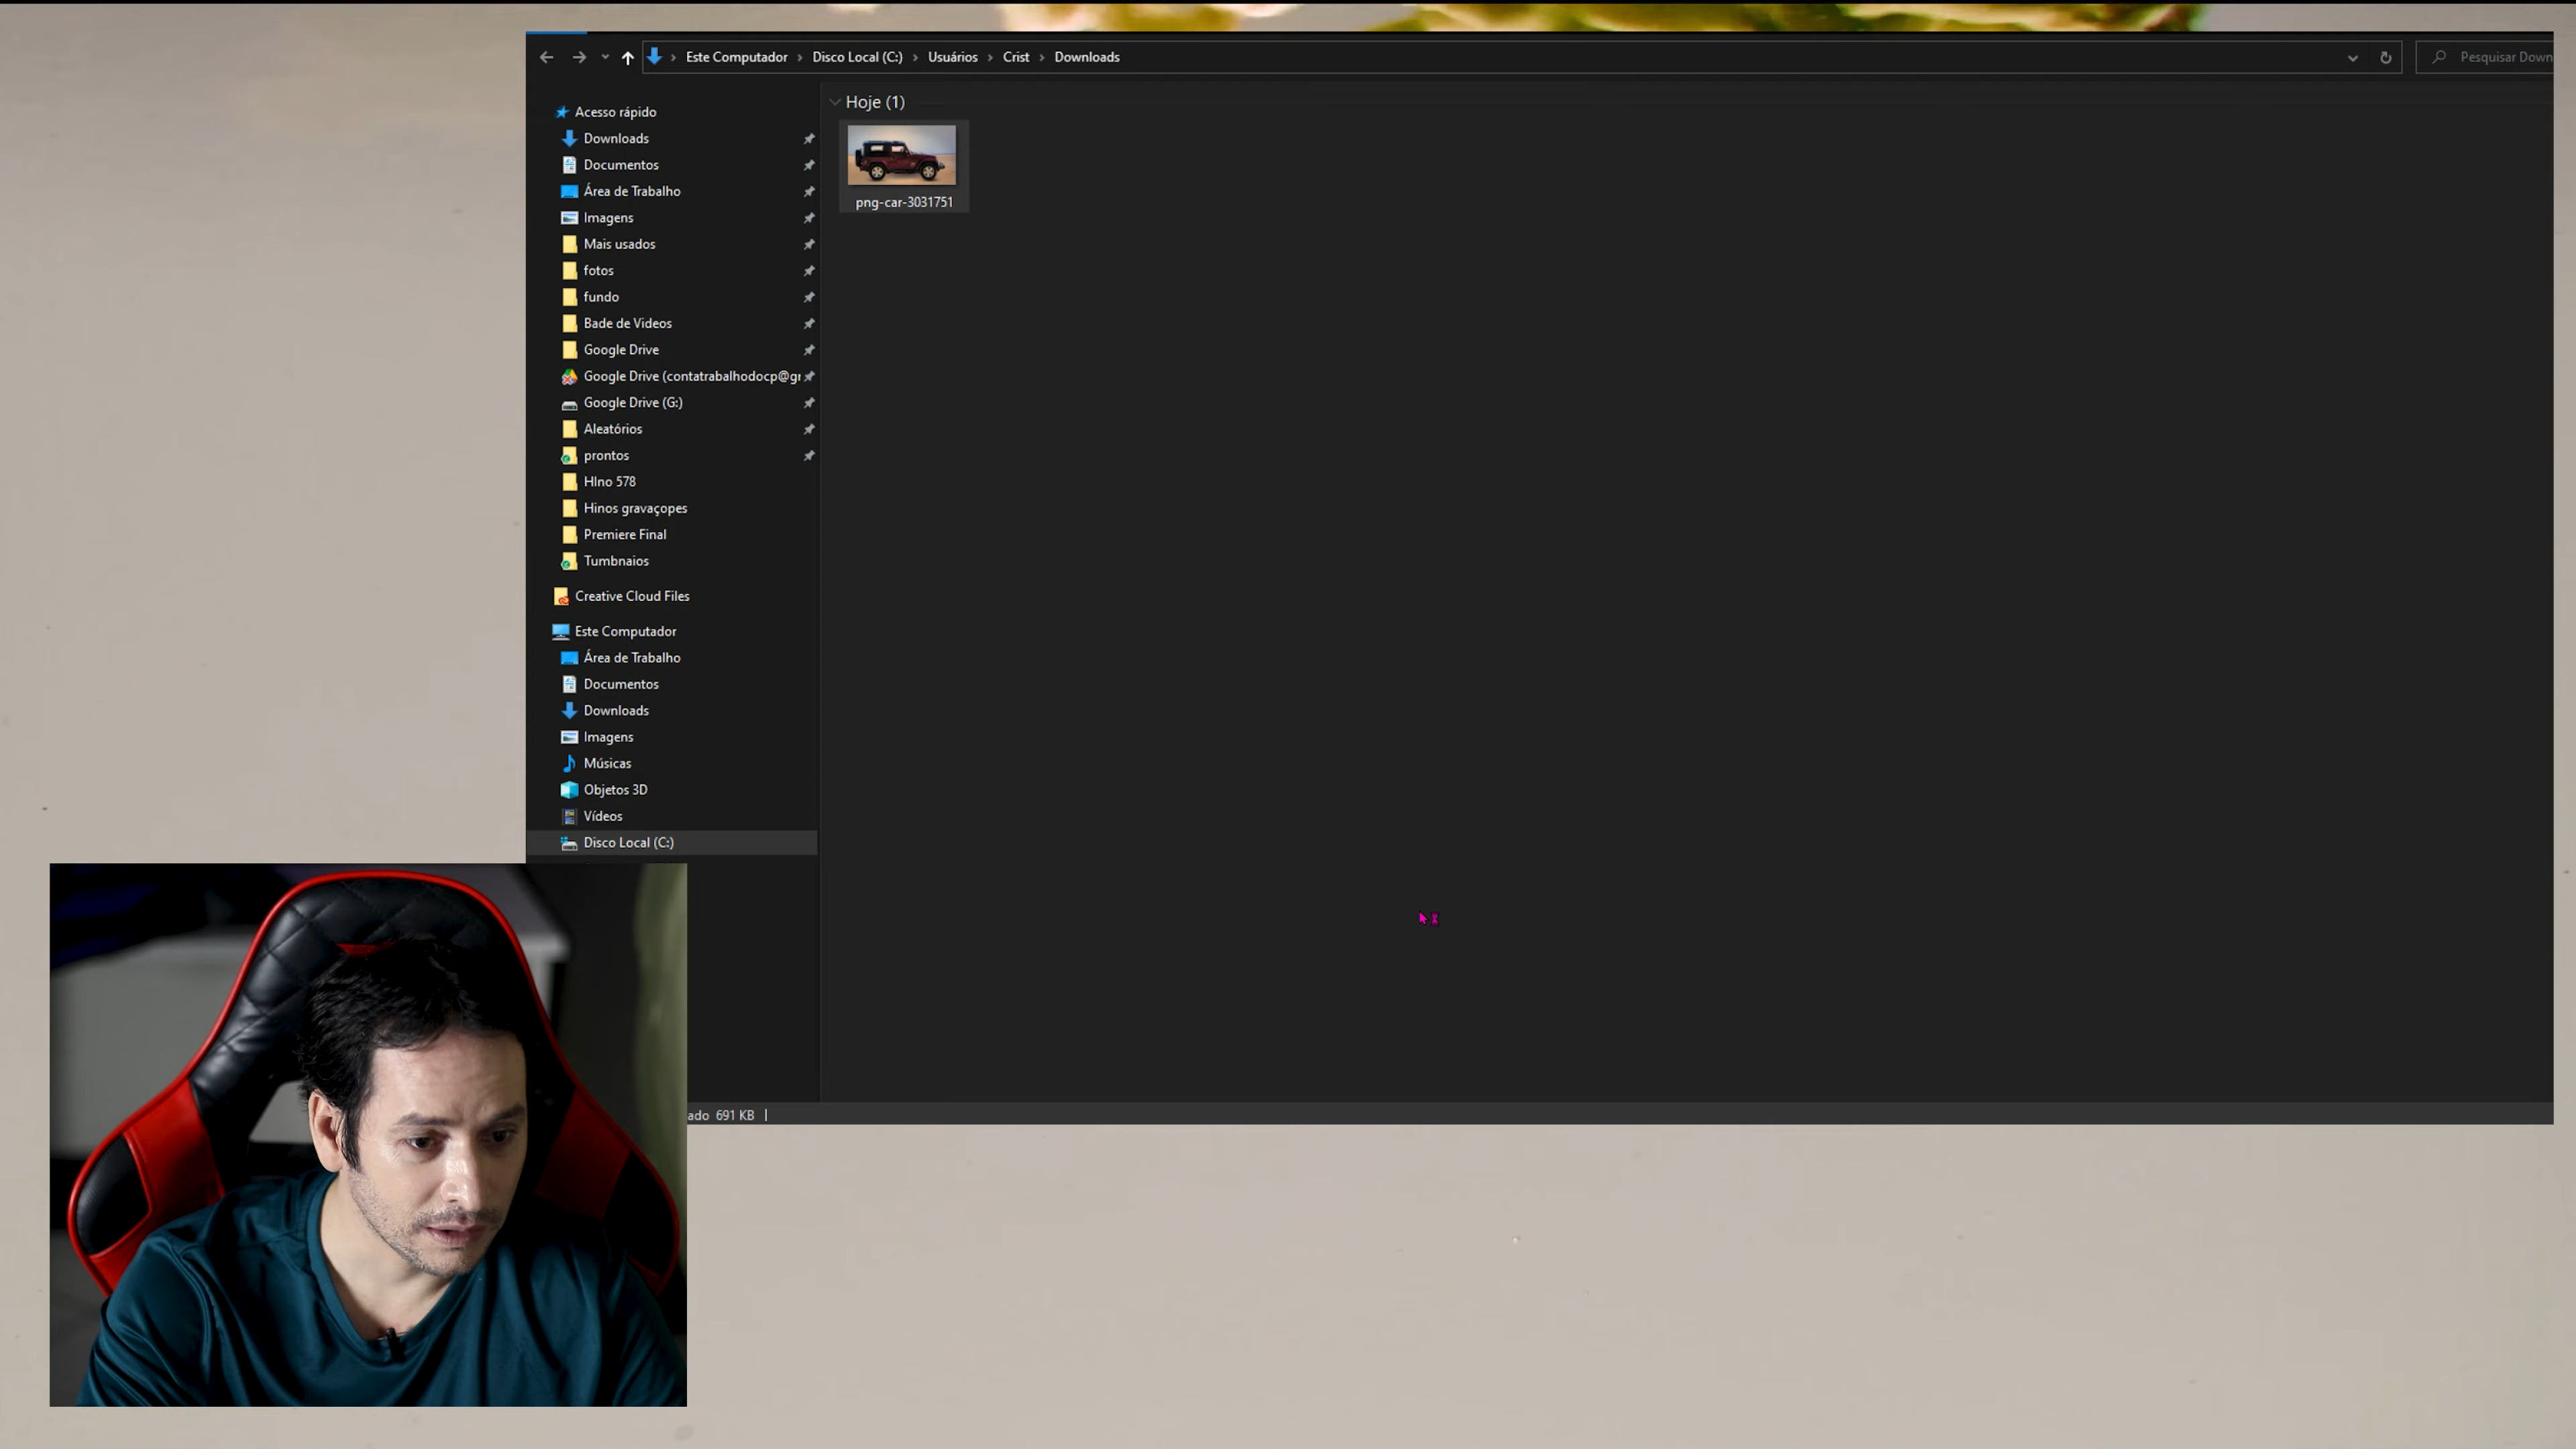 Este Computador > Disco Local (C:) > Usuários > Crist > Downloads
Pesquisar Down
Acesso rápido
Downloads
Documentos
Área de Trabalho
Imagens
Mais usados
fotos
fundo
Bade de Videos
Google Drive
Google Drive (contatrabalhodocp@gr
Google Drive (G:)
Aleatórios
prontos
HIno 578
Hinos gravaçopes
Premiere Final
Tumbnaios
Creative Cloud Files
Este Computador
Área de Trabalho
Documentos
Downloads
Imagens
Músicas
Objetos 3D
Vídeos
Disco Local (C:)
Hoje (1)
png-car-3031751
ado 691 KB